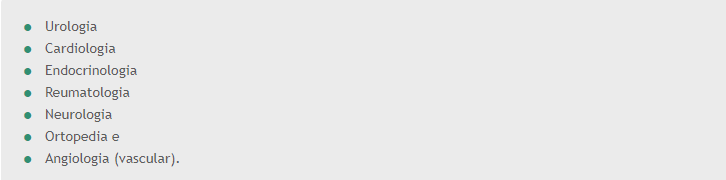 Urologia
Cardiologia
Endocrinologia
Reumatologia
Neurologia
Ortopedia e
Angiologia (vascular).